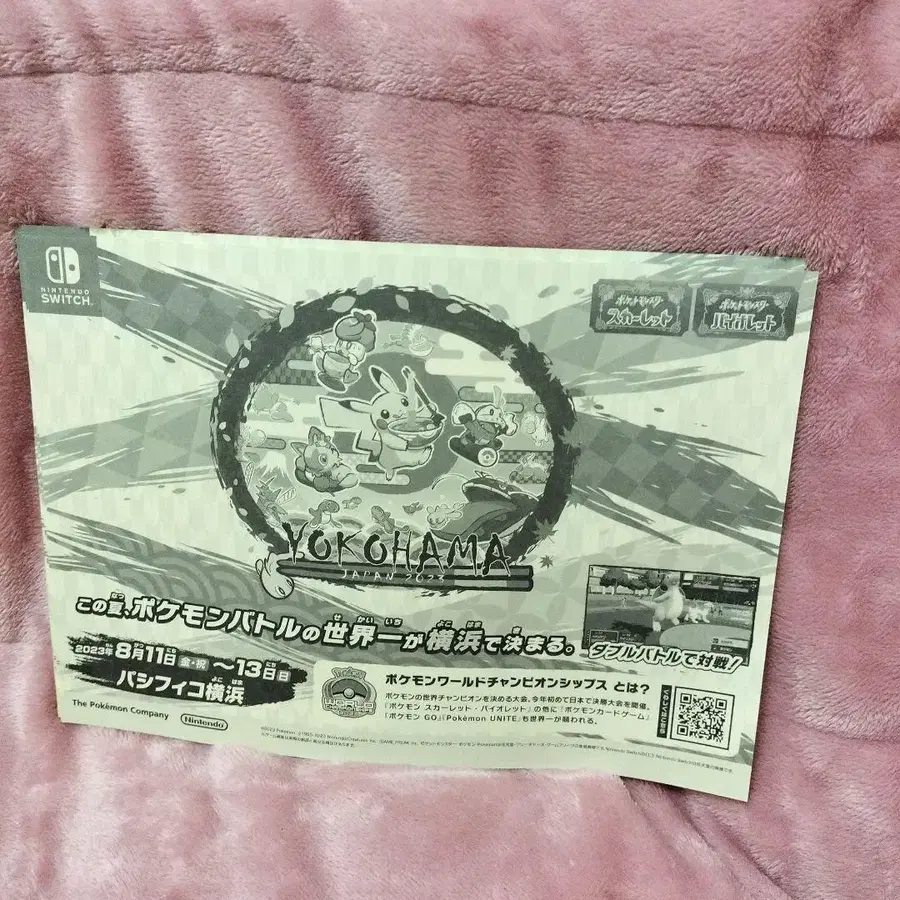 NINTENDO
SWITCH
ポケットモンスター
スカーレット
ポケットモンスター
バイオレット
YOKOHAMA
JAPAN 2023
この夏、ポケモンバトルの世界一が横浜で決まる。
ダブルバトルで対戦!
2023年8月11日金・祝～13日日
パシフィコ横浜
The Pokémon Company
Nintendo
ポケモンワールドチャンピオンシップス とは?
ポケモンの世界チャンピオンを決める大会。今年初めて日本で決勝大会を開催。
『ポケモン スカーレット・バイオレット』の他に『ポケモンカードゲーム』
『ポケモン GO』『Pokémon UNITE』も世界一が競われる。
くわしくはこちら